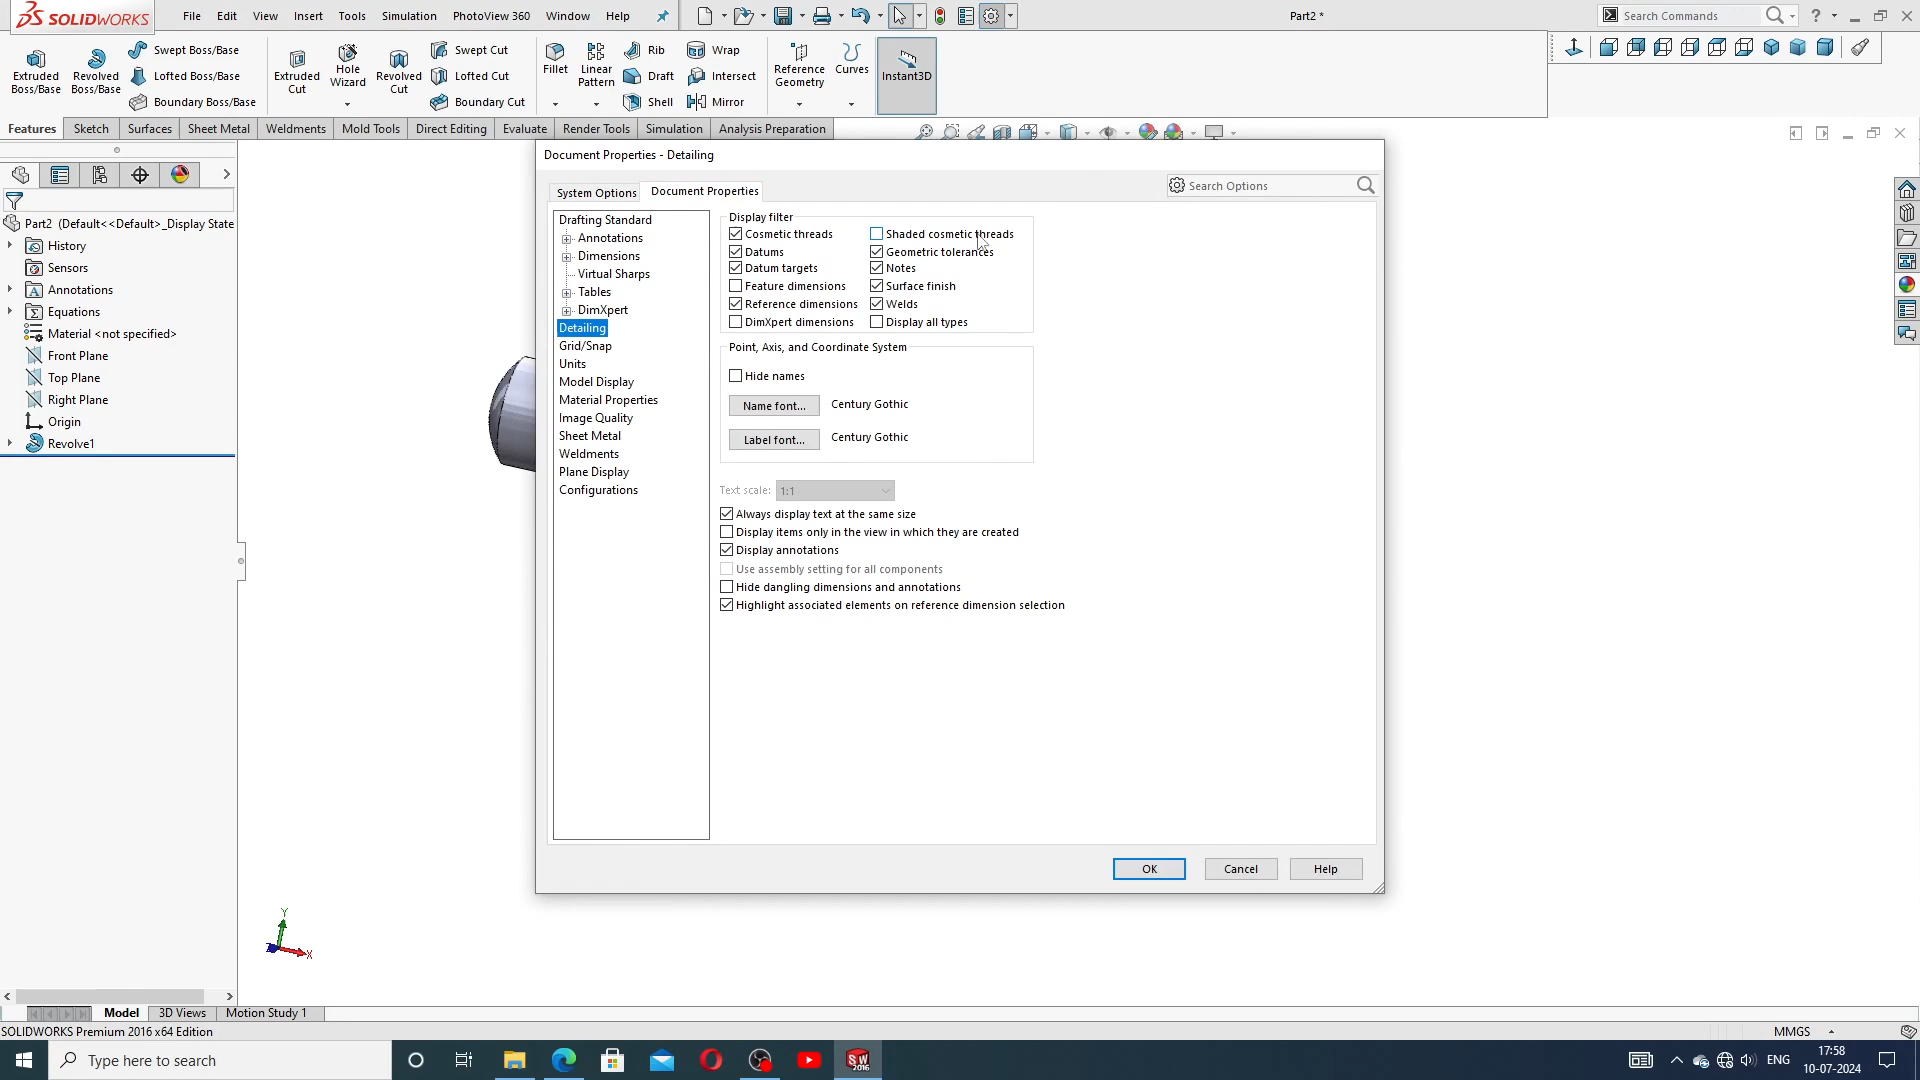 SOLIDWORKS
File Edit View Insert Tools Simulation PhotoView 360 Window Help
Part2 *
Search Commands
Extruded Boss/Base
Revolved Boss/Base
Swept Boss/Base
Lofted Boss/Base
Boundary Boss/Base
Extruded Cut
Hole Wizard
Revolved Cut
Swept Cut
Lofted Cut
Boundary Cut
Fillet
Linear Pattern
Rib
Draft
Shell
Wrap
Intersect
Mirror
Reference Geometry
Curves
Instant3D
Features Sketch Surfaces Sheet Metal Weldments Mold Tools Direct Editing Evaluate Render Tools Simulation Analysis Preparation
Part2 (Default<<Default>_Display State
History
Sensors
Annotations
Equations
Material <not specified>
Front Plane
Top Plane
Right Plane
Origin
Revolve1
Document Properties - Detailing
System Options Document Properties
Search Options
Drafting Standard
Annotations
Dimensions
Virtual Sharps
Tables
DimXpert
Detailing
Grid/Snap
Units
Model Display
Material Properties
Image Quality
Sheet Metal
Weldments
Plane Display
Configurations
Display filter
Cosmetic threads Shaded cosmetic threads
Datums Geometric tolerances
Datum targets Notes
Feature dimensions Surface finish
Reference dimensions Welds
DimXpert dimensions Display all types
Point, Axis, and Coordinate System
Hide names
Name font... Century Gothic
Label font... Century Gothic
Text scale: 1:1
Always display text at the same size
Display items only in the view in which they are created
Display annotations
Use assembly setting for all components
Hide dangling dimensions and annotations
Highlight associated elements on reference dimension selection
OK Cancel Help
Y
X
Model 3D Views Motion Study 1
SOLIDWORKS Premium 2016 x64 Edition
MMGS
Type here to search
SW
2016
ENG
17:58
10-07-2024